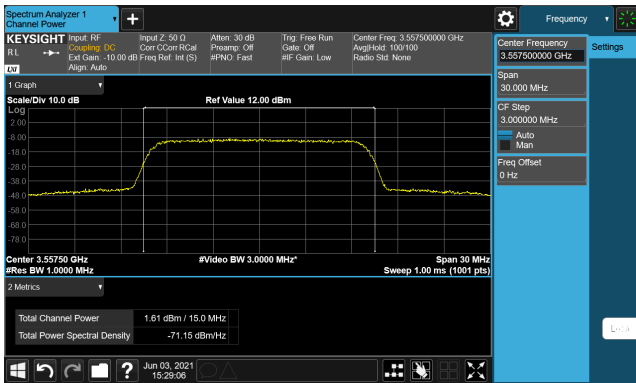 Spectrum Analyzer 1
Channel Power
Frequency
KEYSIGHT
RL
LXI
Input: RF
Coupling: DC
Ext Gain: -10.00 dB
Align: Auto
Input Z: 50 Ω
Corr CCorr RCal
Freq Ref: Int (S)
Atten: 30 dB
Preamp: Off
#PNO: Fast
Trig: Free Run
Gate: Off
#IF Gain: Low
Center Freq: 3.557500000 GHz
Avg|Hold: 100/100
Radio Std: None
Center Frequency
3.557500000 GHz
Settings
Span
30.000 MHz
CF Step
3.000000 MHz
Auto
Man
Freq Offset
0 Hz
1 Graph
Scale/Div 10.0 dB
Ref Value 12.00 dBm
Log
2.00
-8.00
-18.0
-28.0
-38.0
-48.0
-58.0
-68.0
-78.0
Center 3.55750 GHz
#Video BW 3.0000 MHz*
Span 30 MHz
#Res BW 1.0000 MHz
Sweep 1.00 ms (1001 pts)
2 Metrics
Total Channel Power
1.61 dBm / 15.0 MHz
Total Power Spectral Density
-71.15 dBm/Hz
Jun 03, 2021
15:29:06